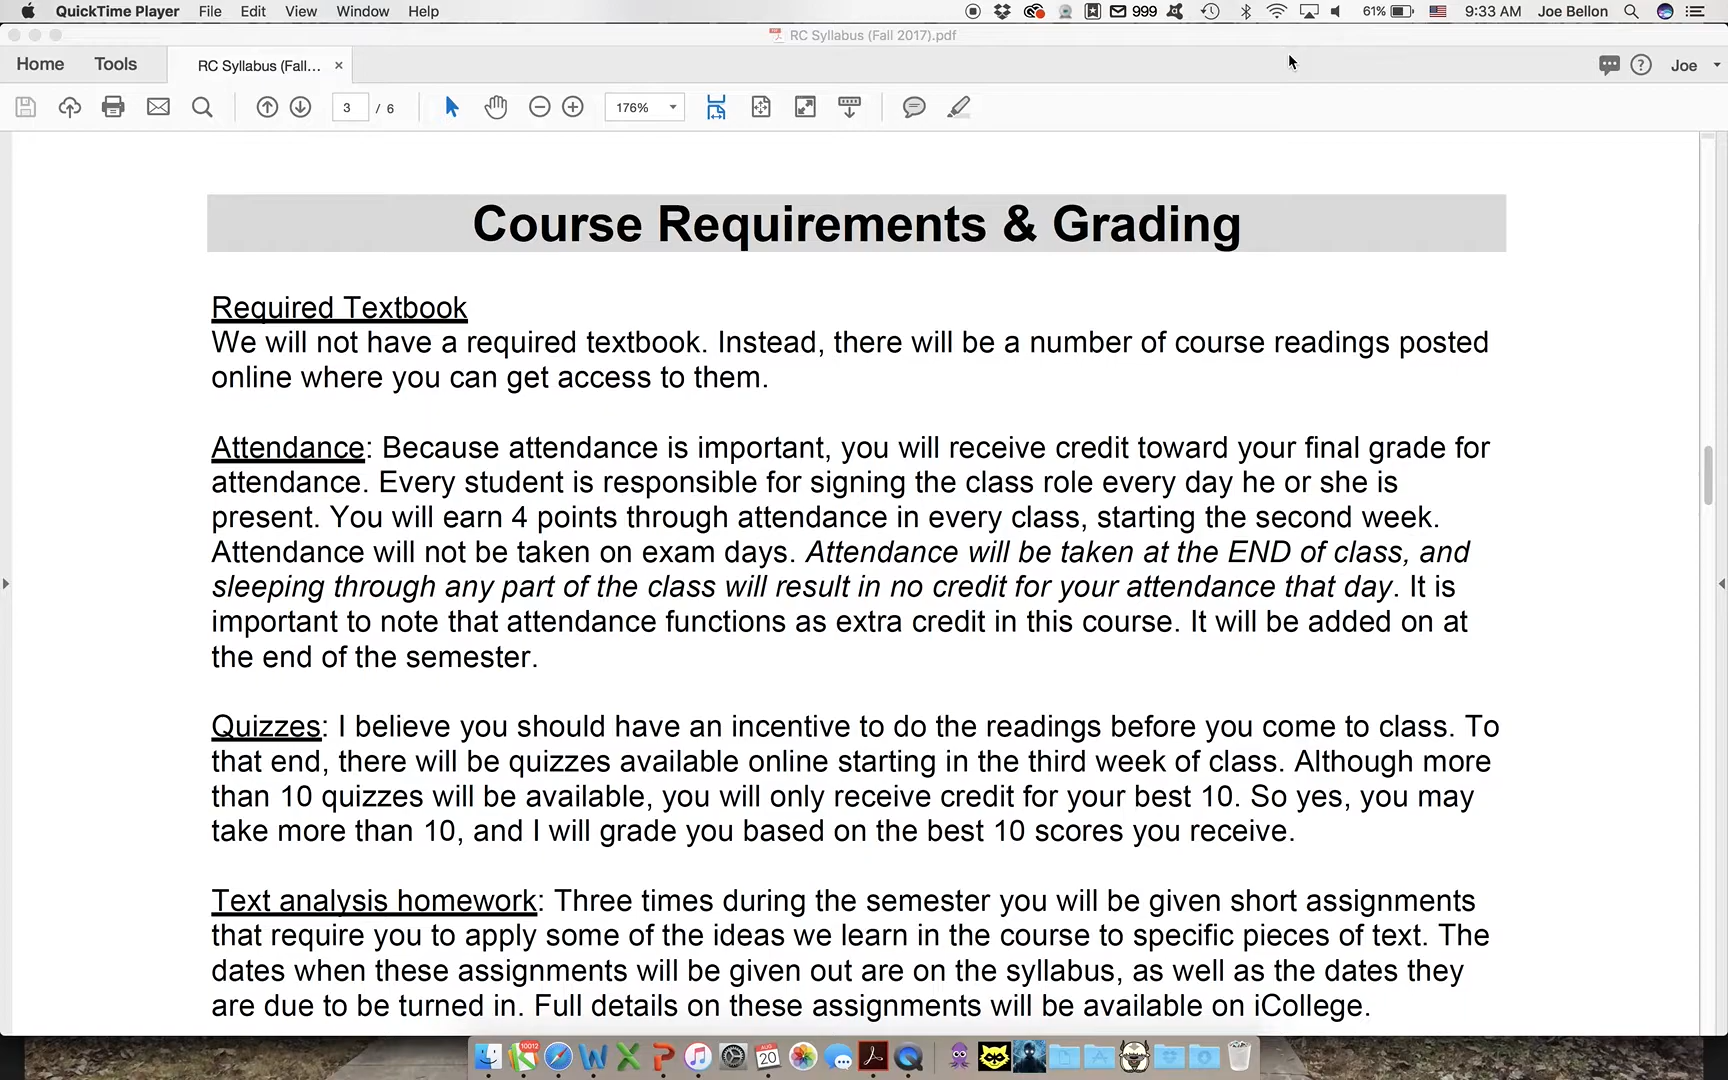 QuickTime Player File Edit View Window Help 999 61% 9:33 AM Joe Bellon
RC Syllabus (Fall 2017).pdf
Home Tools RC Syllabus (Fall... × Joe
3 / 6 176%
Course Requirements & Grading
Required Textbook
We will not have a required textbook. Instead, there will be a number of course readings posted
online where you can get access to them.
Attendance: Because attendance is important, you will receive credit toward your final grade for
attendance. Every student is responsible for signing the class role every day he or she is
present. You will earn 4 points through attendance in every class, starting the second week.
Attendance will not be taken on exam days. Attendance will be taken at the END of class, and
sleeping through any part of the class will result in no credit for your attendance that day. It is
important to note that attendance functions as extra credit in this course. It will be added on at
the end of the semester.
Quizzes: I believe you should have an incentive to do the readings before you come to class. To
that end, there will be quizzes available online starting in the third week of class. Although more
than 10 quizzes will be available, you will only receive credit for your best 10. So yes, you may
take more than 10, and I will grade you based on the best 10 scores you receive.
Text analysis homework: Three times during the semester you will be given short assignments
that require you to apply some of the ideas we learn in the course to specific pieces of text. The
dates when these assignments will be given out are on the syllabus, as well as the dates they
are due to be turned in. Full details on these assignments will be available on iCollege.
10012 AUG 20